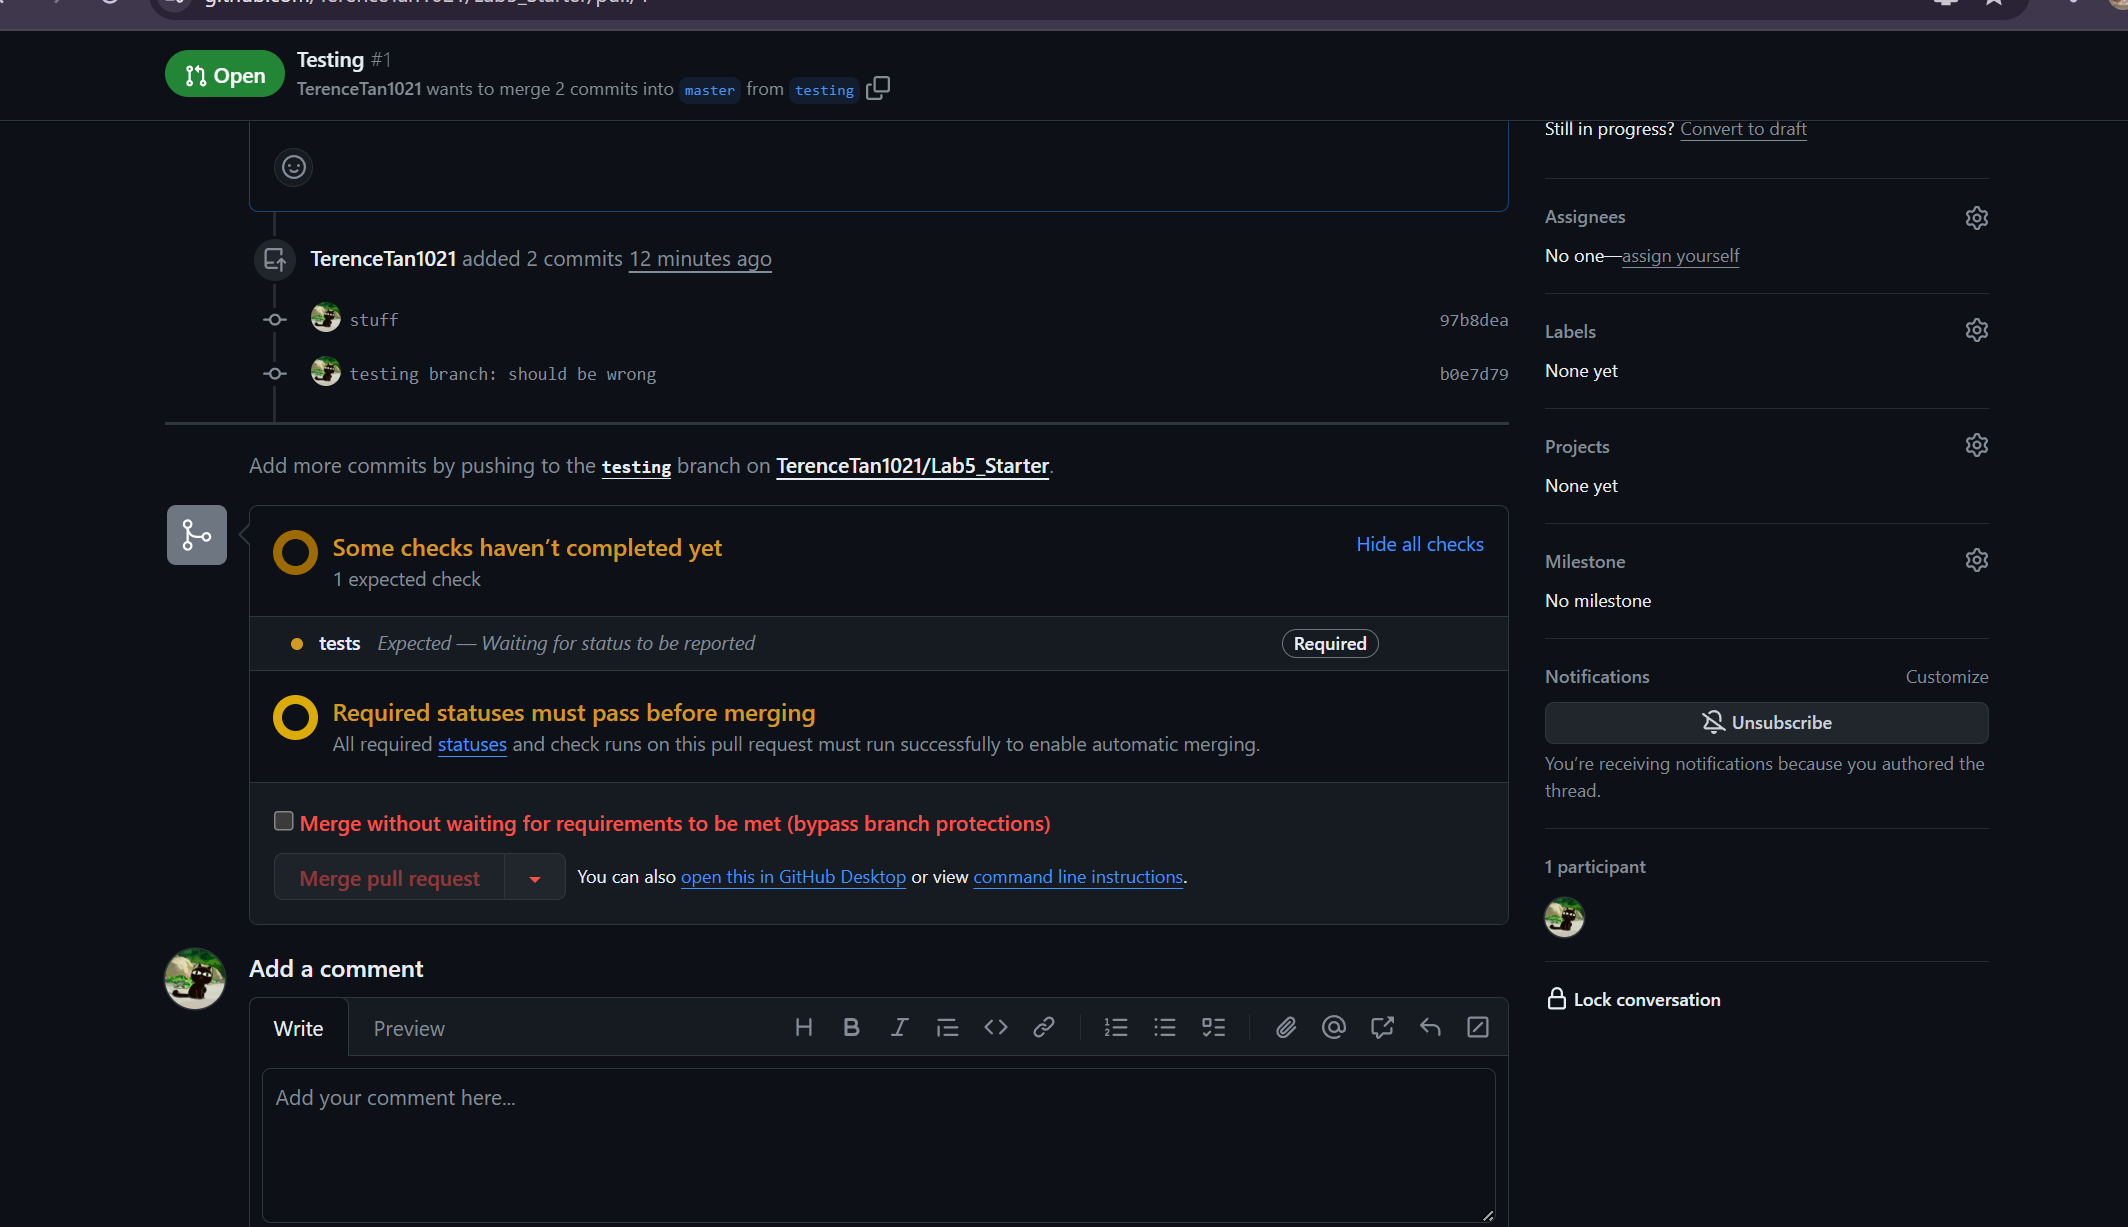 Open
Testing #1
TerenceTan1021 wants to merge 2 commits into master from testing
Still in progress? Convert to draft
TerenceTan1021 added 2 commits 12 minutes ago
stuff 97b8dea
testing branch: should be wrong b0e7d79
Add more commits by pushing to the testing branch on TerenceTan1021/Lab5_Starter.
Some checks haven’t completed yet
Hide all checks
1 expected check
tests Expected — Waiting for status to be reported Required
Required statuses must pass before merging
All required statuses and check runs on this pull request must run successfully to enable automatic merging.
Merge without waiting for requirements to be met (bypass branch protections)
Merge pull request
You can also open this in GitHub Desktop or view command line instructions.
Add a comment
Write Preview
Add your comment here...
Assignees
No one—assign yourself
Labels
None yet
Projects
None yet
Milestone
No milestone
Notifications Customize
Unsubscribe
You’re receiving notifications because you authored the
thread.
1 participant
Lock conversation